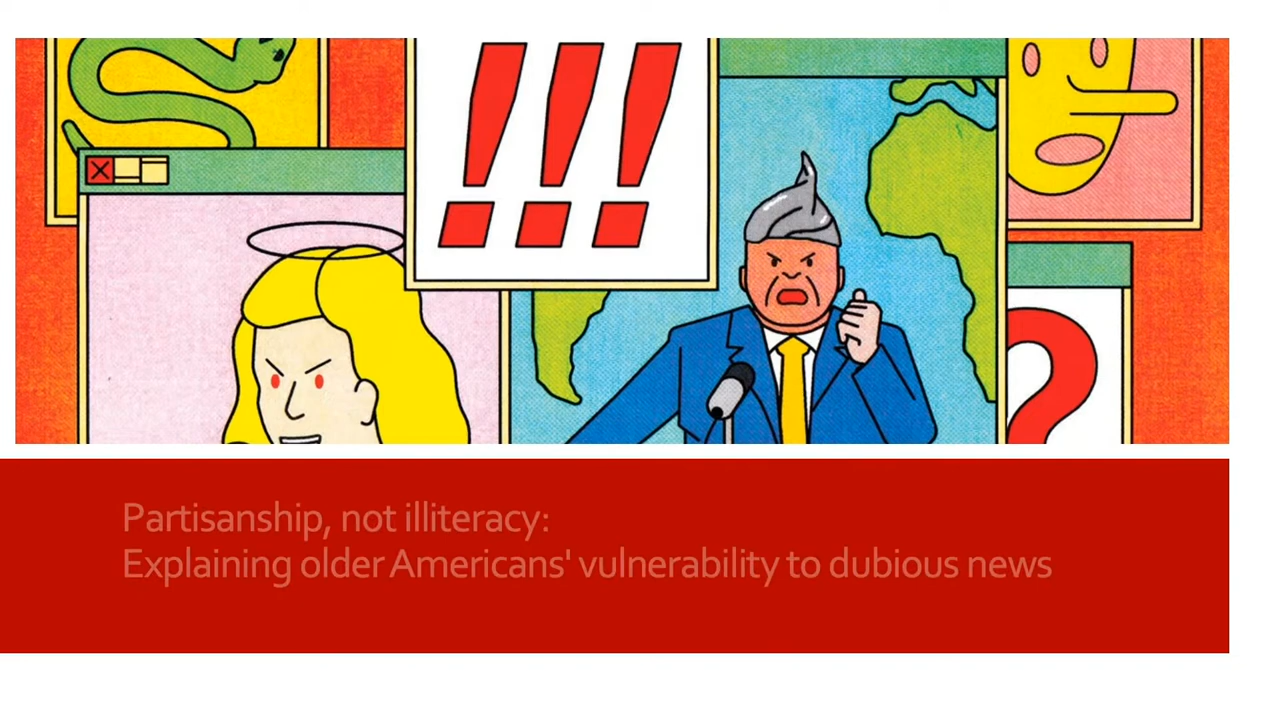 !!!
?
Partisanship, not illiteracy:
Explaining older Americans' vulnerability to dubious news